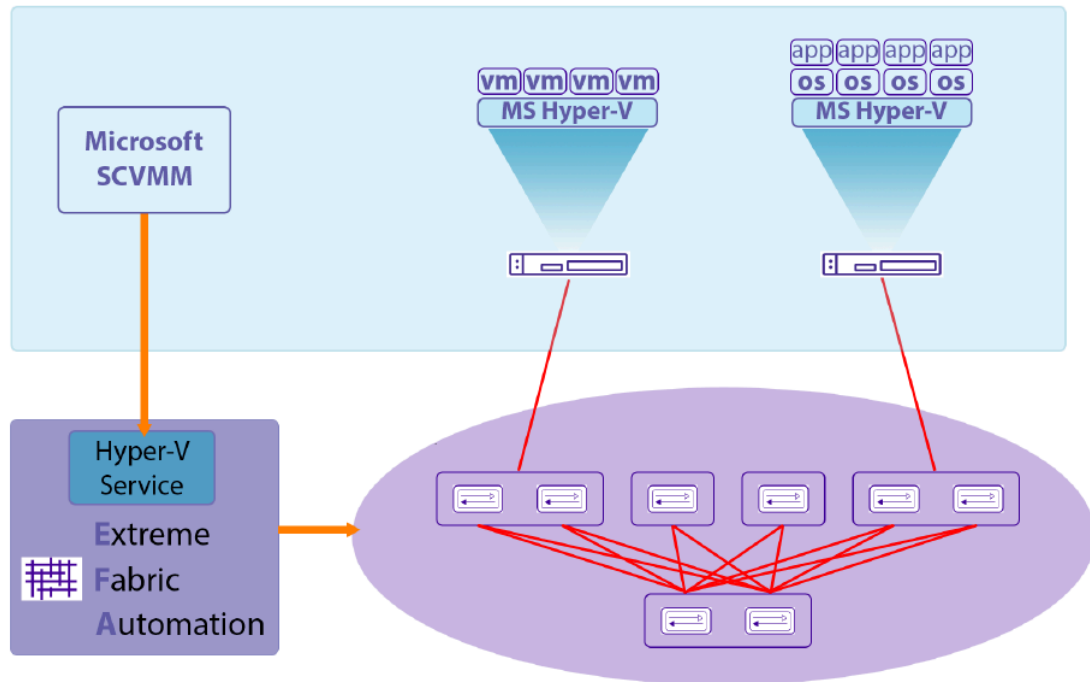 app app app app
vm vm vm vm
os os os os
MS Hyper-V
MS Hyper-V
Microsoft
SCVMM
Hyper-V
Service
Extreme
Fabric
Automation